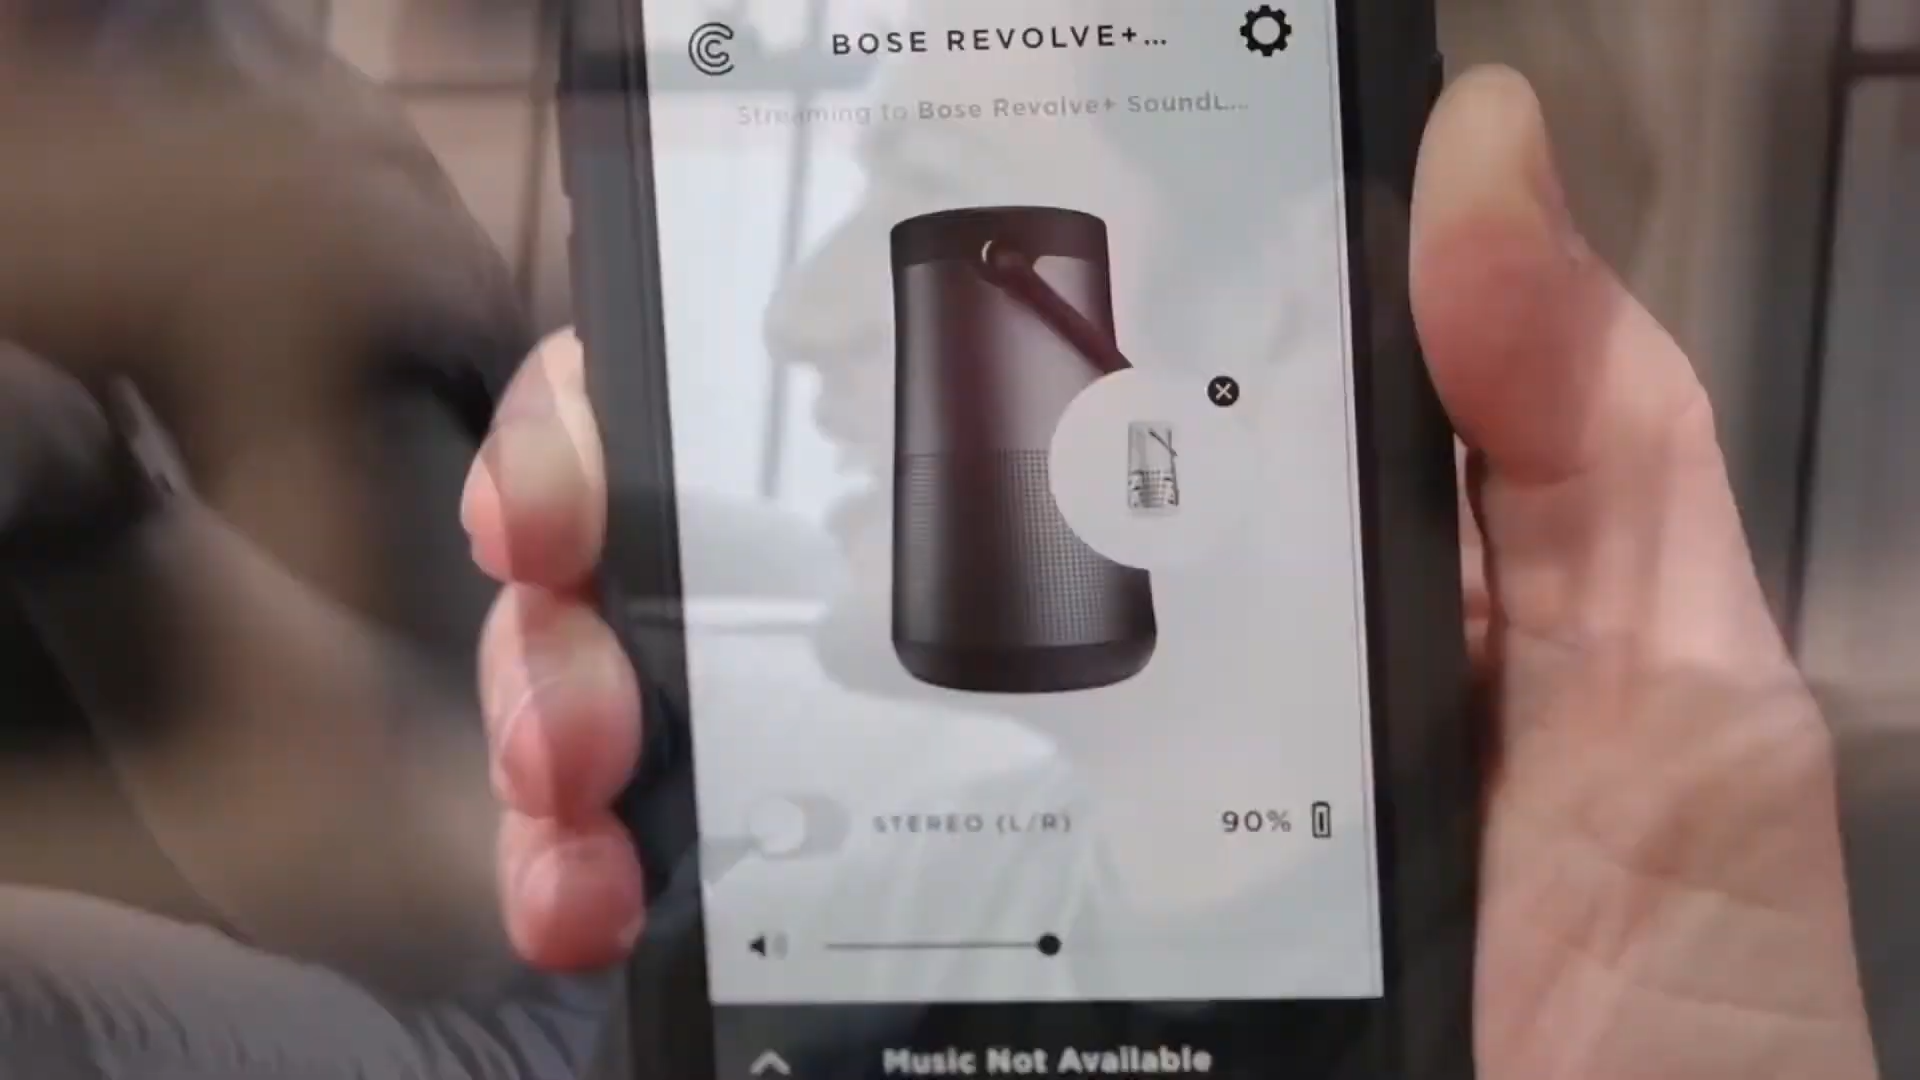 BOSE REVOLVE+...
Streaming to Bose Revolve+ SoundL...
STEREO (L/R)
90%
Music Not Available